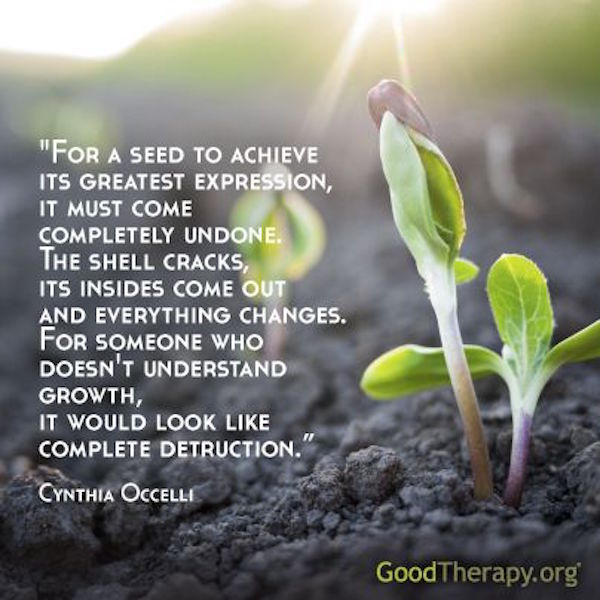 "For a seed to achieve
its greatest expression,
it must come
completely undone.
The shell cracks,
its insides come out
and everything changes.
For someone who
doesn't understand
growth,
it would look like
complete detruction."
Cynthia Occelli
GoodTherapy.org®